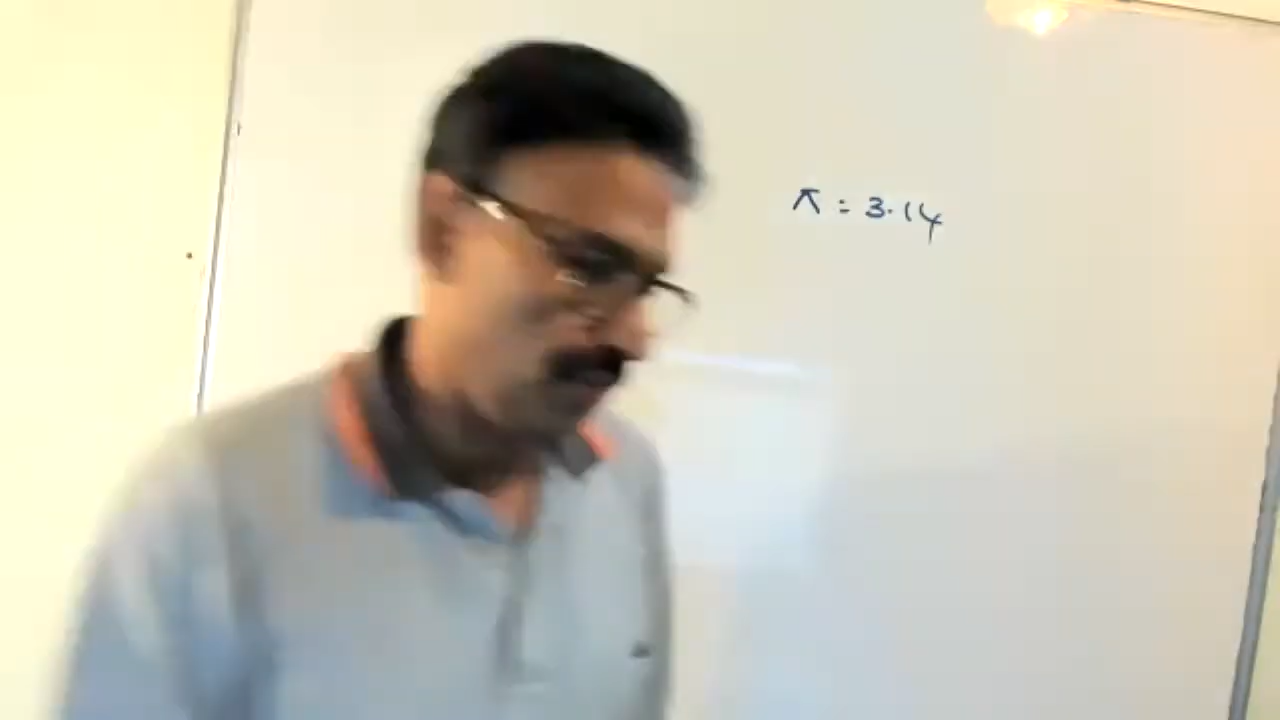 π = 3.14